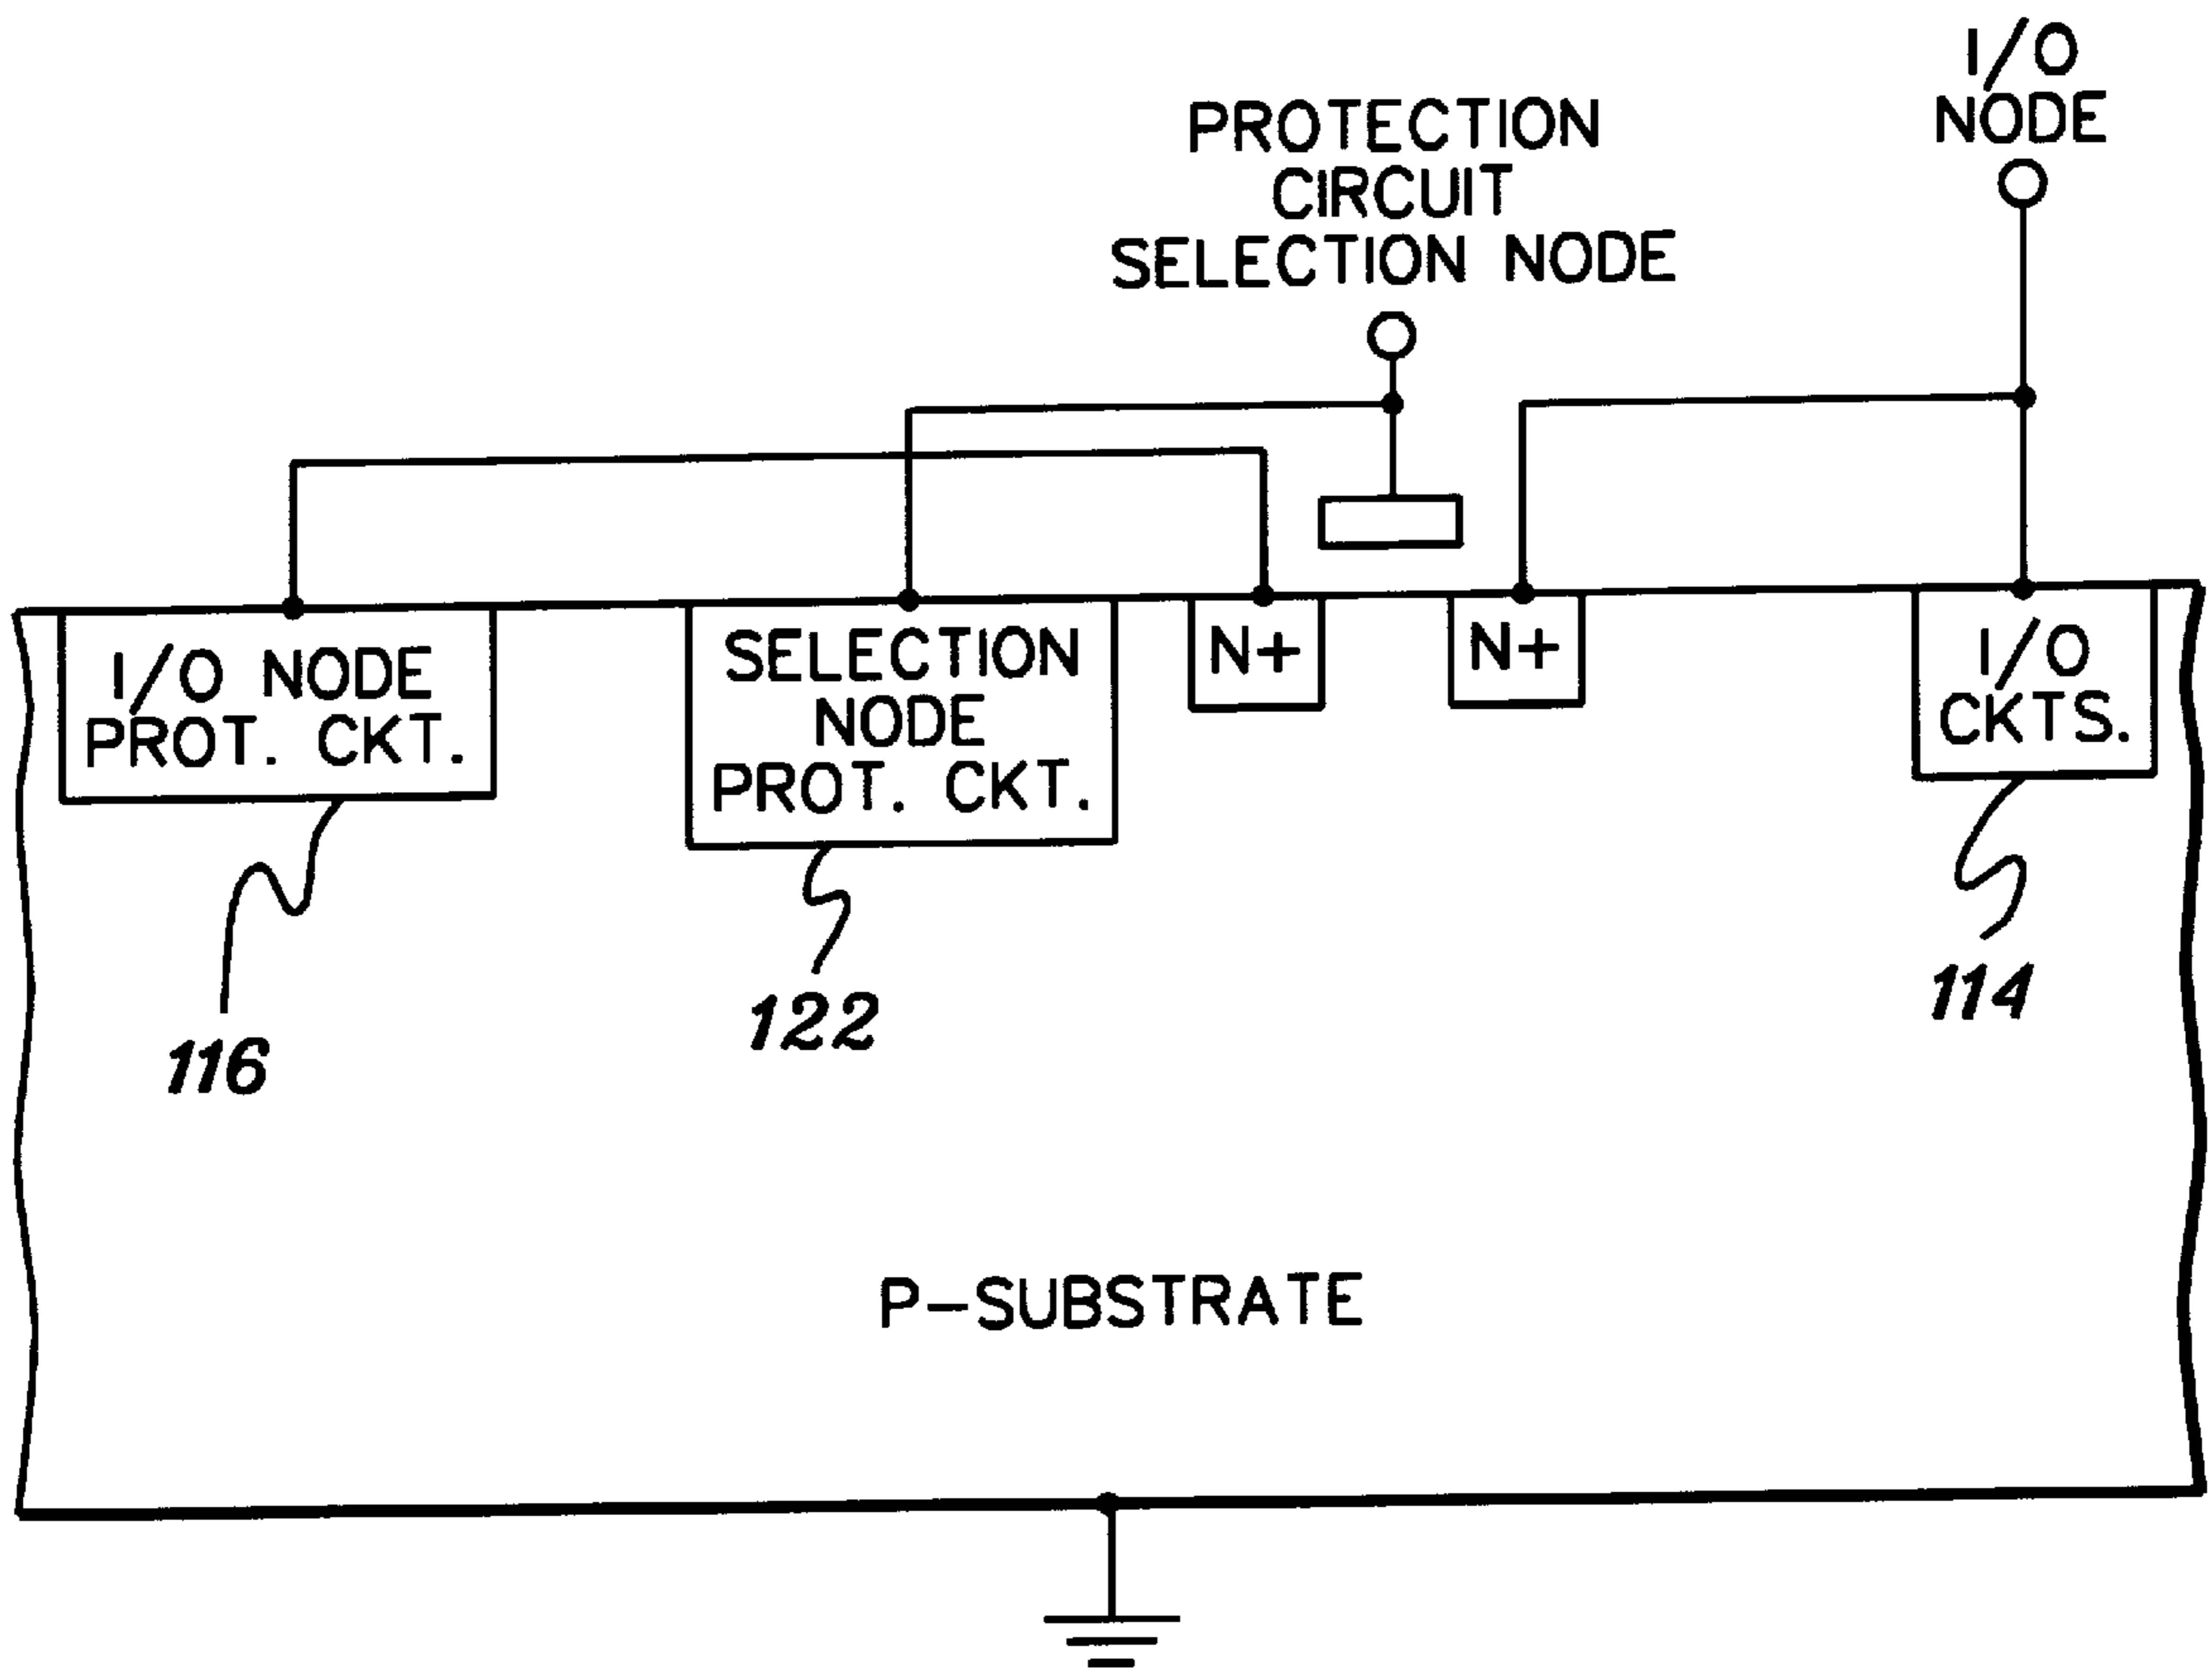 I/O
NODE
PROTECTION
CIRCUIT
SELECTION NODE
I/O NODE
PROT. CKT.
SELECTION
NODE
PROT. CKT.
N+
N+
I/O
CKTS.
116
122
114
P-SUBSTRATE